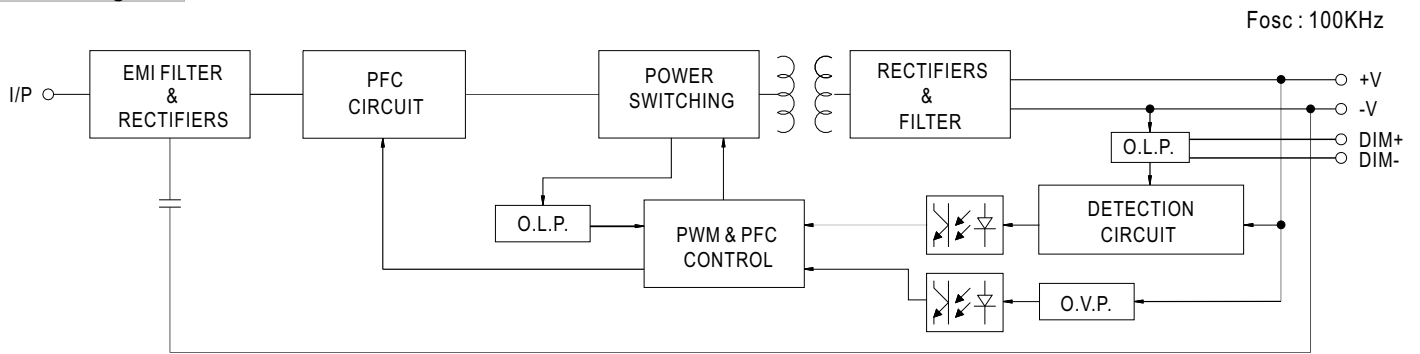 Fosc : 100KHz
I/P
EMI FILTER
&
RECTIFIERS
PFC
CIRCUIT
POWER
SWITCHING
RECTIFIERS
&
FILTER
+V
-V
DIM+
DIM-
O.L.P.
O.L.P.
PWM & PFC
CONTROL
DETECTION
CIRCUIT
O.V.P.